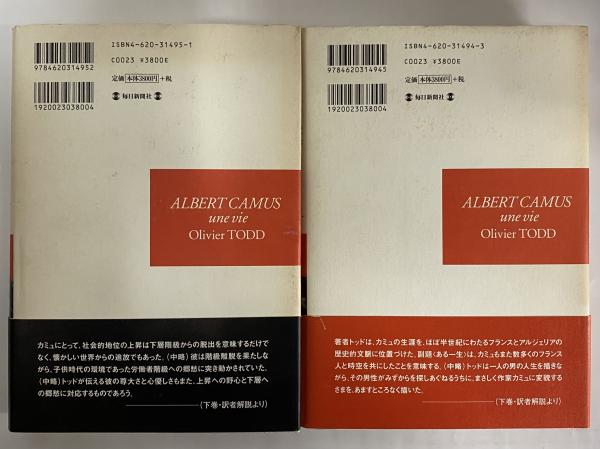 ISBN4-620-31495-1
C0023 ¥3800E
9784620314952
定価 本体3800円 +税
毎日新聞社
1920023038004
ALBERT CAMUS
une vie
Olivier TODD
カミュにとって、社会的地位の上昇は下層階級からの脱出を意味するだけで
なく、懐かしい世界からの追放でもあった。（中略）彼は階級離脱を果たしな
がら、子供時代の環境であった労働者階級への郷愁に突き動かされていた。
（中略）トッドが伝える彼の尊大さと心優しさもまた、上昇への野心と下層へ
の郷愁に対応するものであろう。
（下巻・訳者解説より）
ISBN4-620-31494-3
C0023 ¥3800E
9784620314945
定価 本体3800円 +税
毎日新聞社
1920023038004
ALBERT CAMUS
une vie
Olivier TODD
著者トッドは、カミュの生涯を、ほぼ半世紀にわたるフランスとアルジェリアの
歴史的文脈に位置づけた。副題〈ある一生〉は、カミュもまた数多くのフランス
人と時空を共にしたことを意味する。（中略）トッドは一人の男の人生を描きな
がら、その男性がみずからを探しあぐねるうちに、まさしく作家カミュに変貌する
さまを、あますところなく描いた。
（下巻・訳者解説より）